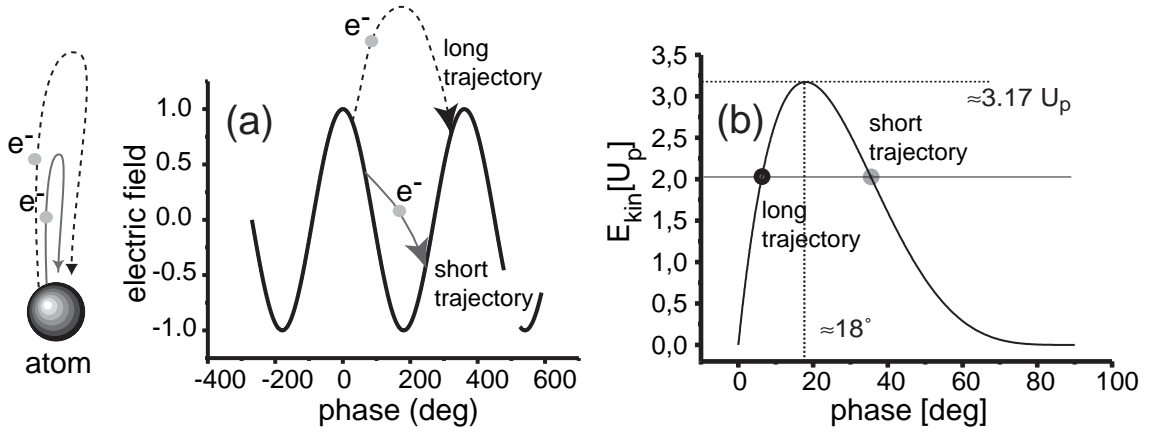 e-
e-
atom
(a)
e-
long
trajectory
e-
short
trajectory
electric field
1.0
0.5
0.0
-0.5
-1.0
-400 -200 0 200 400 600
phase (deg)
(b)
≈3.17 Up
short
trajectory
long
trajectory
≈18°
Ekin[Up]
3,5
3,0
2,5
2,0
1,5
1,0
0,5
0,0
0 20 40 60 80 100
phase [deg]